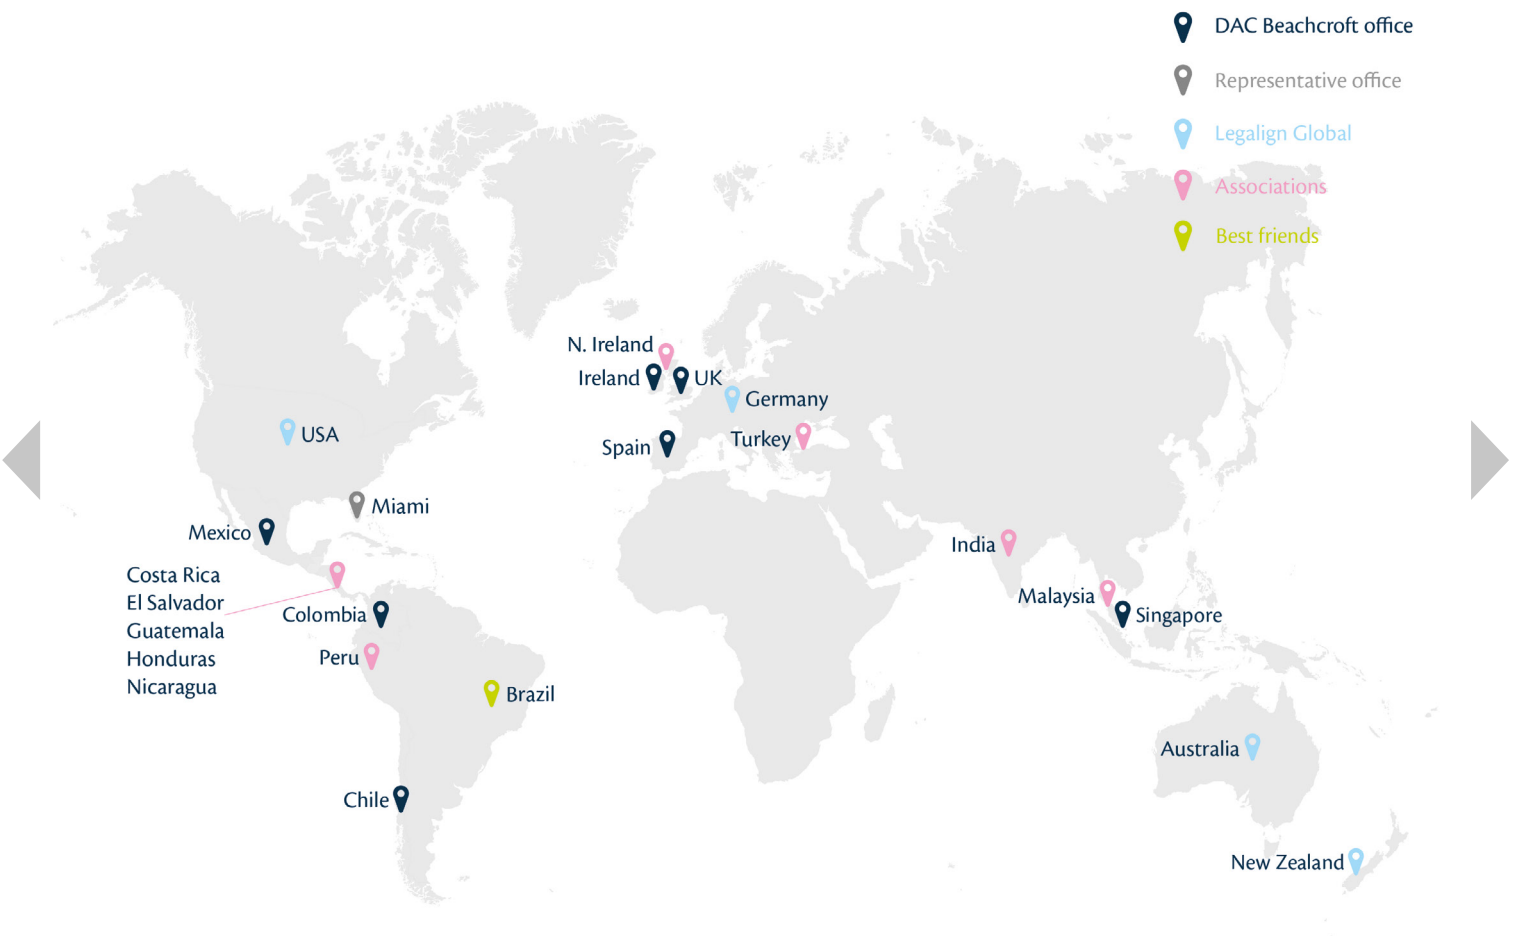 DAC Beachcroft office
Representative office
Legalign Global
Associations
Best friends
N. Ireland
Ireland
UK
Germany
USA
Turkey
Spain
Miami
Mexico
India
Costa Rica
El Salvador
Guatemala
Honduras
Nicaragua
Malaysia
Colombia
Singapore
Peru
Brazil
Australia
Chile
New Zealand